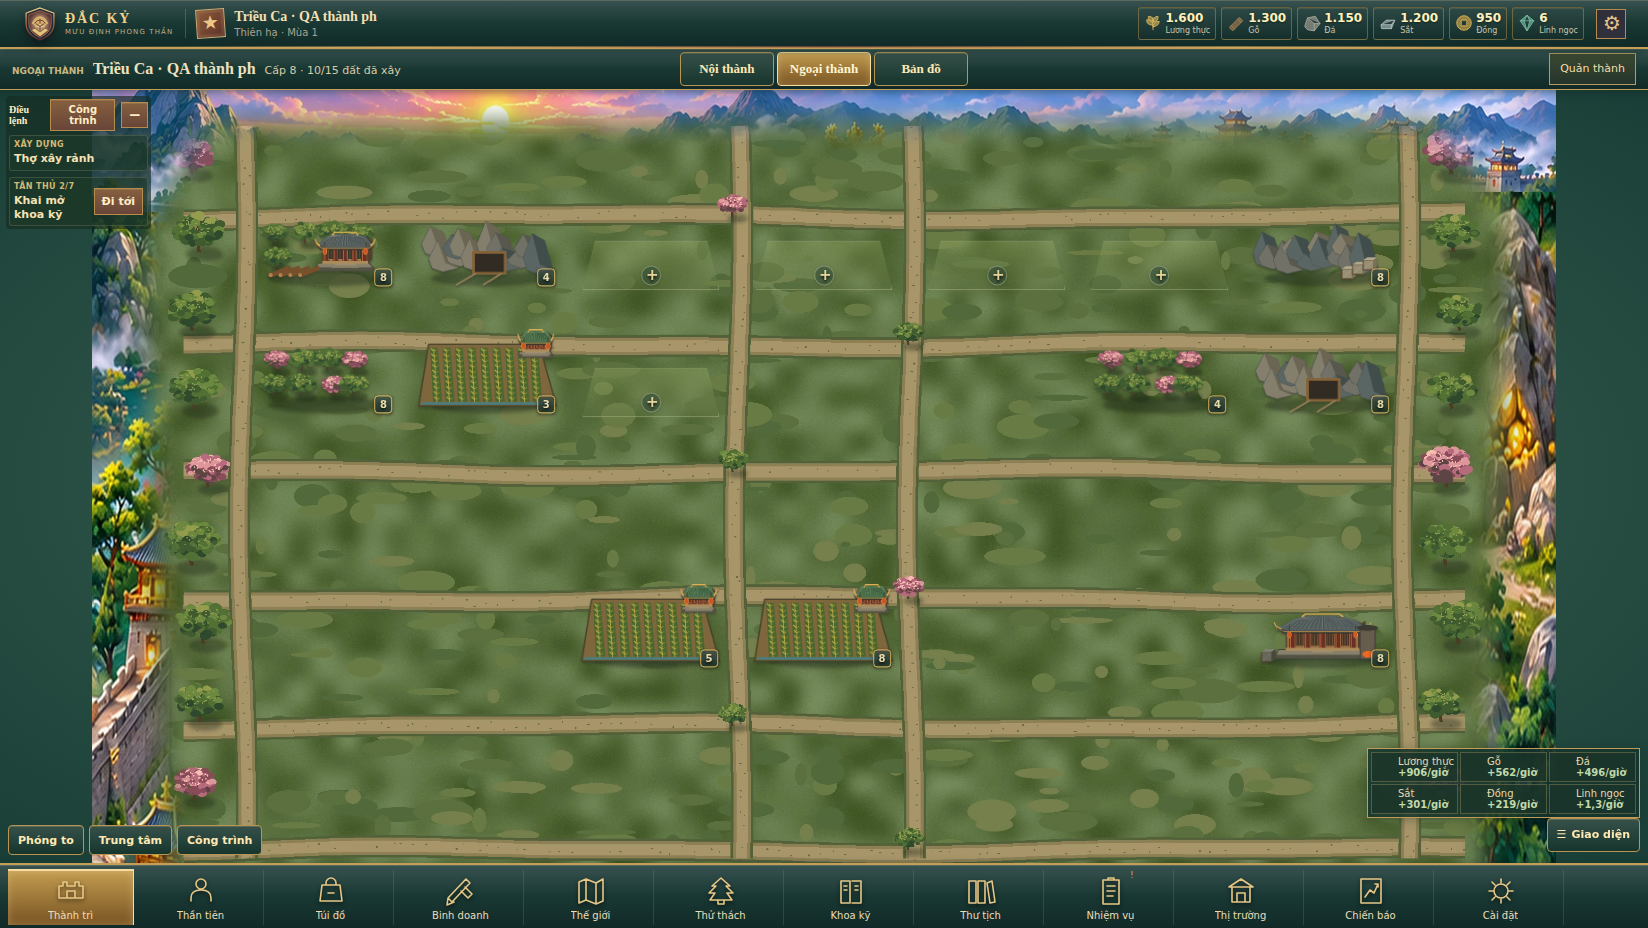 ĐẮC KỶ
MƯU ĐỊNH PHONG THẦN
Triều Ca · QA thành ph
Thiên hạ · Mùa 1
1.600
Lương thực
1.300
Gỗ
1.150
Đá
1.200
Sắt
950
Đồng
6
Linh ngọc
NGOẠI THÀNH Triều Ca · QA thành ph Cấp 8 · 10/15 đất đã xây
Nội thành
Ngoại thành
Bản đồ
Quản thành
Điều lệnh
Công trình
−
XÂY DỰNG
Thợ xây rảnh
TÂN THỦ 2/7
Khai mở khoa kỹ
Đi tới
8
4
+
+
+
+
8
8
3
+
4
8
5
8
8
Lương thực
+906/giờ
Gỗ
+562/giờ
Đá
+496/giờ
Sắt
+301/giờ
Đồng
+219/giờ
Linh ngọc
+1,3/giờ
Phóng to
Trung tâm
Công trình
☰ Giao diện
Thành trì
Thần tiên
Túi đồ
Binh doanh
Thế giới
Thử thách
Khoa kỹ
Thư tịch
!
Nhiệm vụ
Thị trường
Chiến báo
Cài đặt